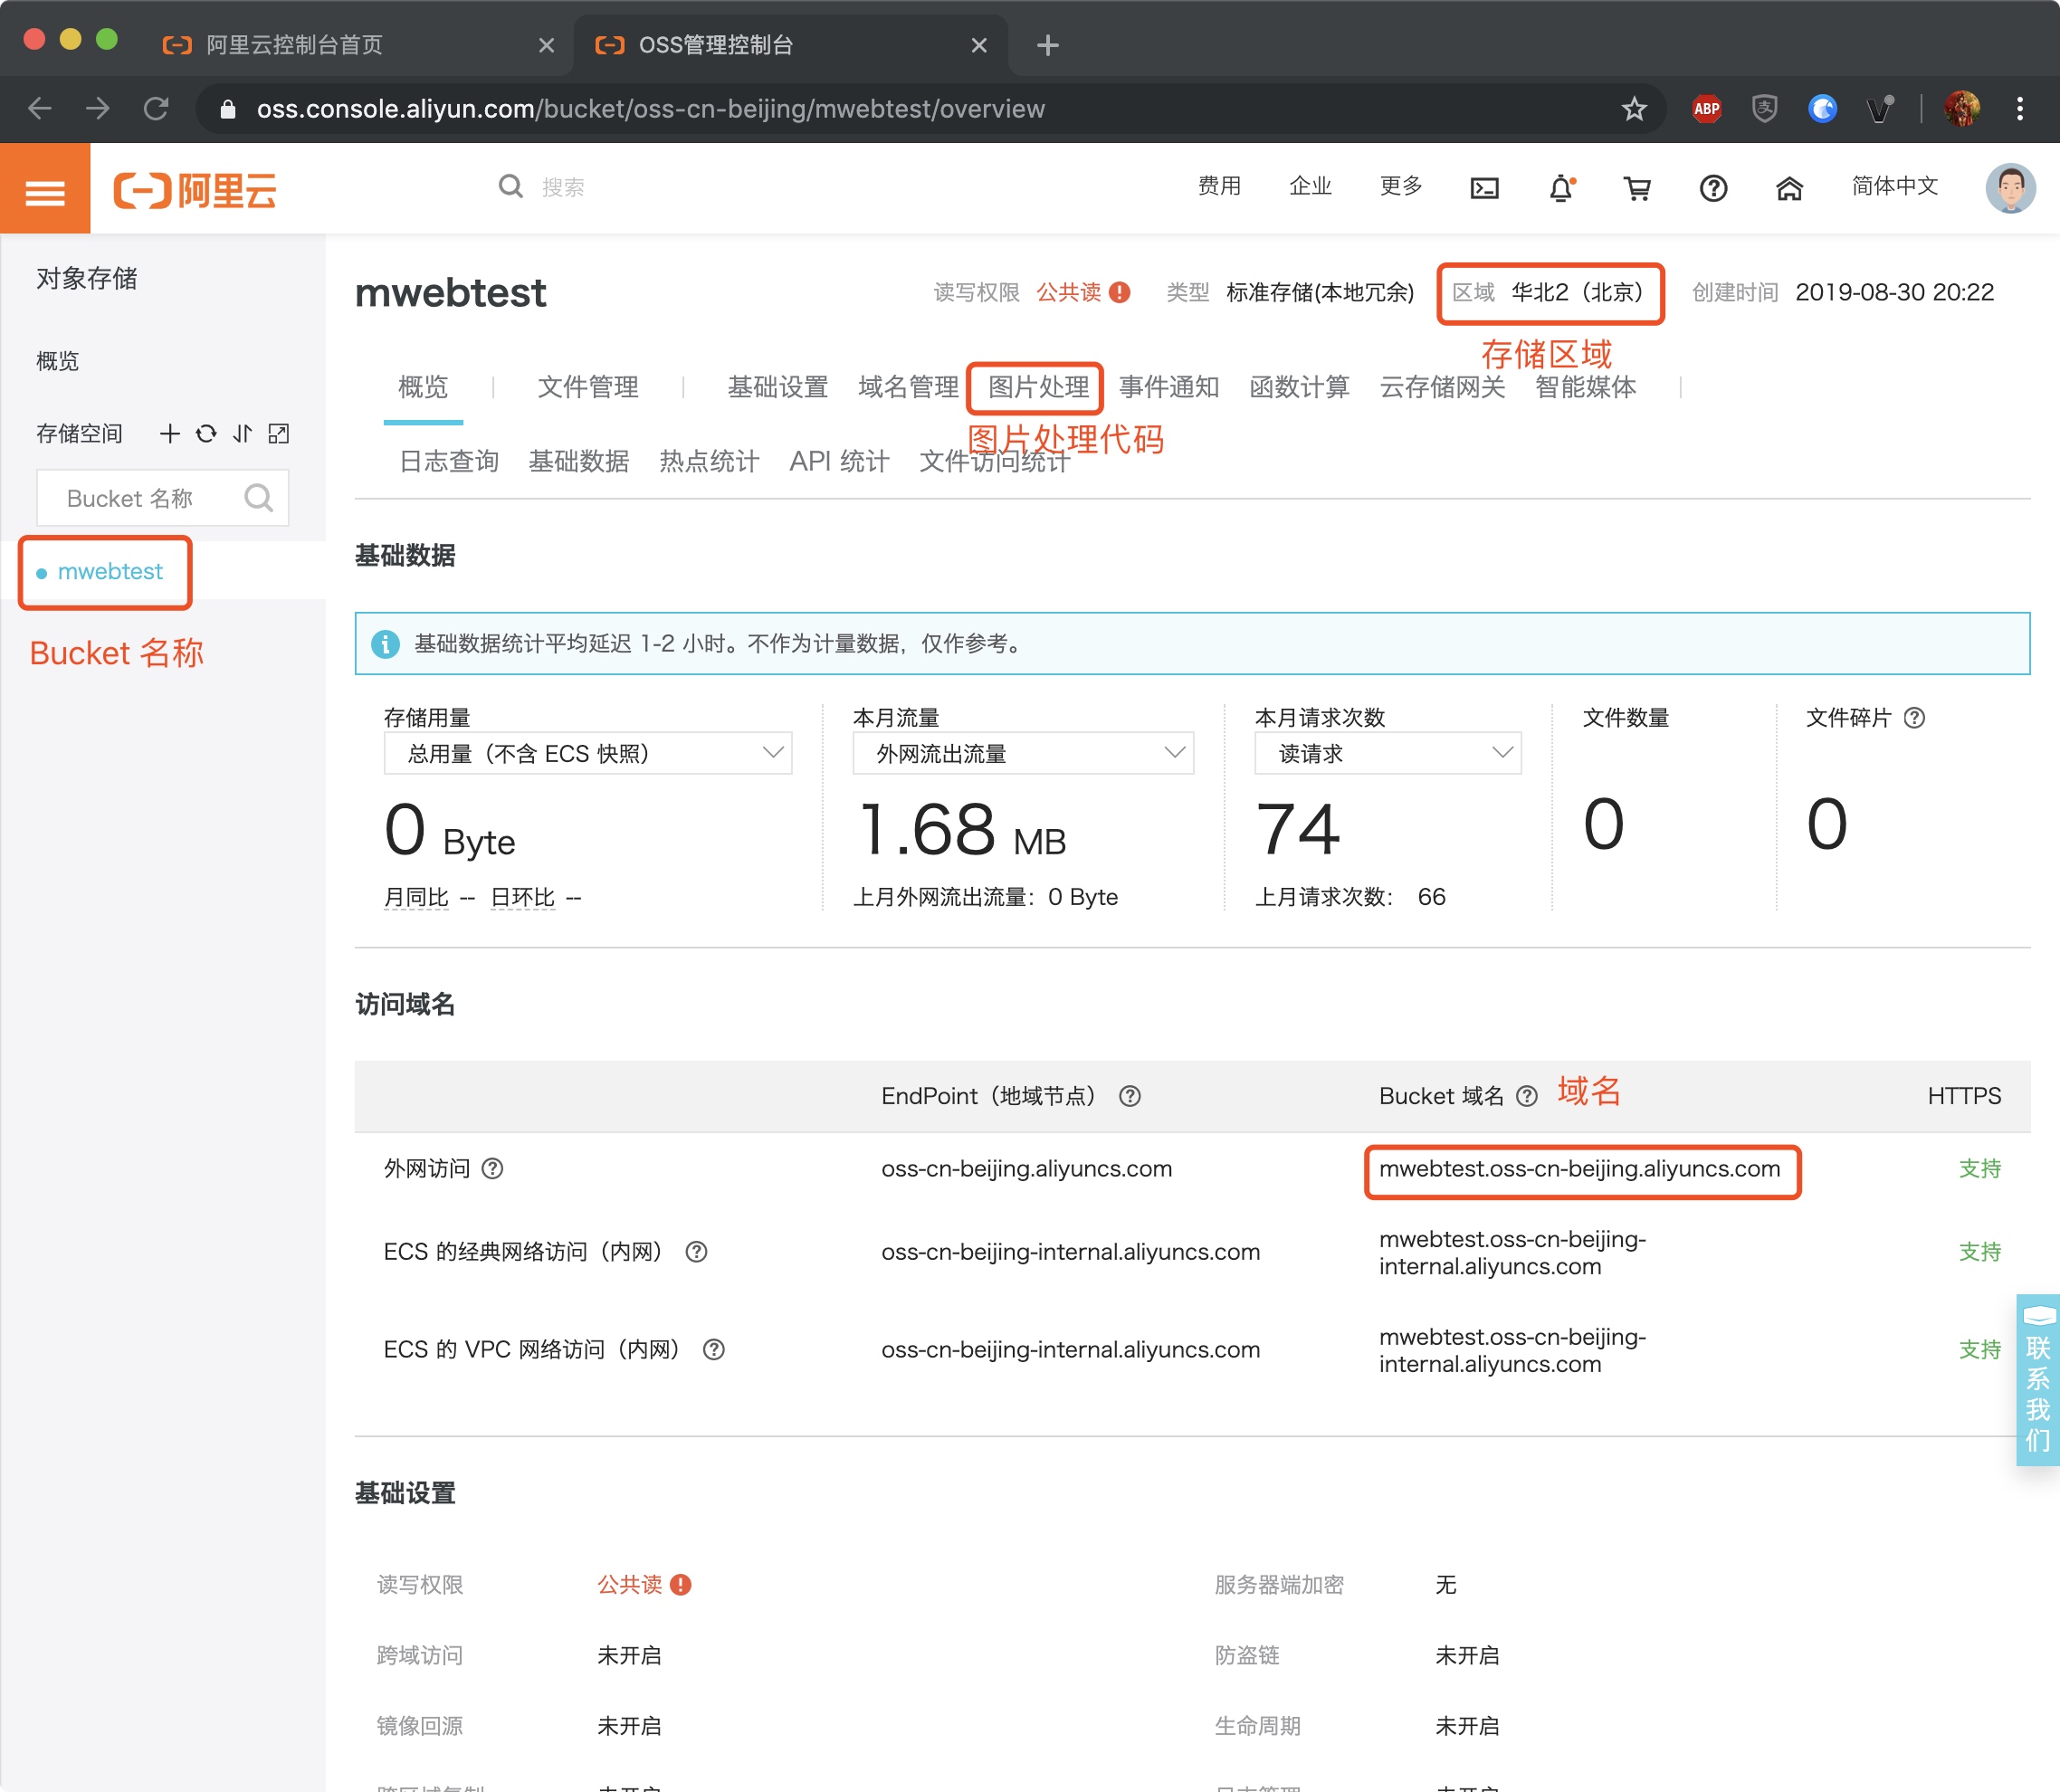 阿里云控制台首页
OSS管理控制台
oss.console.aliyun.com/bucket/oss-cn-beijing/mwebtest/overview
ABP
支
阿里云
搜索
费用
企业
更多
简体中文
对象存储
概览
存储空间
Bucket 名称
mwebtest
Bucket 名称
mwebtest
读写权限 公共读
类型 标准存储(本地冗余)
区域 华北2（北京）
创建时间 2019-08-30 20:22
存储区域
概览
文件管理
基础设置
域名管理
图片处理
事件通知
函数计算
云存储网关
智能媒体
图片处理代码
日志查询
基础数据
热点统计
API 统计
文件访问统计
基础数据
基础数据统计平均延迟 1-2 小时。不作为计量数据，仅作参考。
存储用量
总用量（不含 ECS 快照）
0 Byte
月同比 -- 日环比 --
本月流量
外网流出流量
1.68 MB
上月外网流出流量：0 Byte
本月请求次数
读请求
74
上月请求次数： 66
文件数量
0
文件碎片
0
访问域名
EndPoint（地域节点）
Bucket 域名
域名
HTTPS
外网访问
oss-cn-beijing.aliyuncs.com
mwebtest.oss-cn-beijing.aliyuncs.com
支持
ECS 的经典网络访问（内网）
oss-cn-beijing-internal.aliyuncs.com
mwebtest.oss-cn-beijing-
internal.aliyuncs.com
支持
ECS 的 VPC 网络访问（内网）
oss-cn-beijing-internal.aliyuncs.com
mwebtest.oss-cn-beijing-
internal.aliyuncs.com
支持
联系我们
基础设置
读写权限
公共读
服务器端加密
无
跨域访问
未开启
防盗链
未开启
镜像回源
未开启
生命周期
未开启